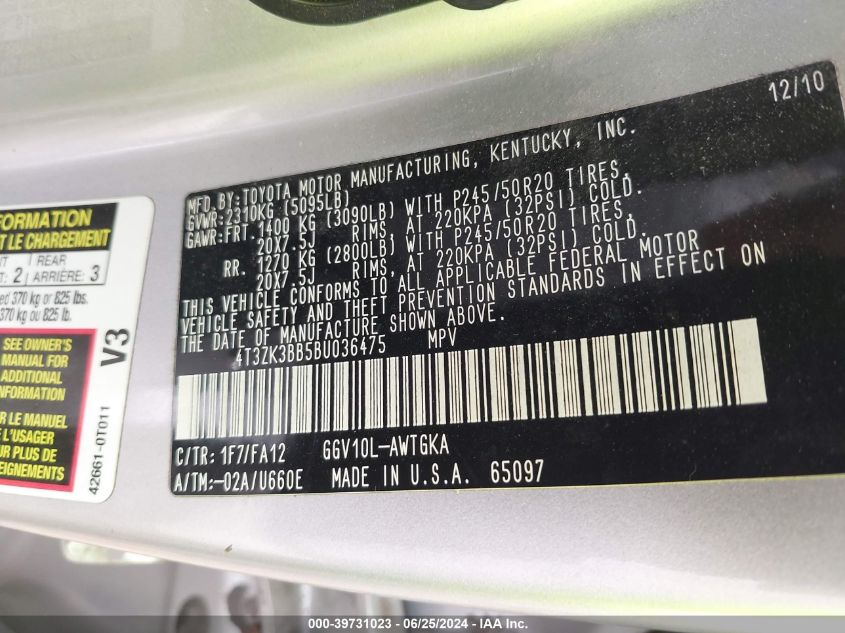 12/10
MFD. BY:TOYOTA MOTOR MANUFACTURING, KENTUCKY, INC.
GVWR:2310KG (5095LB)
GAWR:FRT. 1400 KG (3090LB) WITH P245/50R20 TIRES,
20X7.5J RIMS, AT 220KPA (32PSI) COLD.
RR. 1270 KG (2800LB) WITH P245/50R20 TIRES,
20X7.5J RIMS, AT 220KPA (32PSI) COLD.
THIS VEHICLE CONFORMS TO ALL APPLICABLE FEDERAL MOTOR
VEHICLE SAFETY AND THEFT PREVENTION STANDARDS IN EFFECT ON
THE DATE OF MANUFACTURE SHOWN ABOVE.
4T3ZK3BB5BU036475 MPV
C/TR: 1F7/FA12 GGV10L-AWTGKA
A/TM:-02A/U660E MADE IN U.S.A. 65097
FORMATION
T LE CHARGEMENT
REAR
2 ARRIÈRE: 3
ed 370 kg or 825 lbs.
370 kg ou 825 lb.
SEE OWNER'S
MANUAL FOR
ADDITIONAL
INFORMATION
LE MANUEL
L'USAGER
PLUS DE
SEIGNEMENTS
V3
42661-0T011
000-39731023 - 06/25/2024 - IAA Inc.